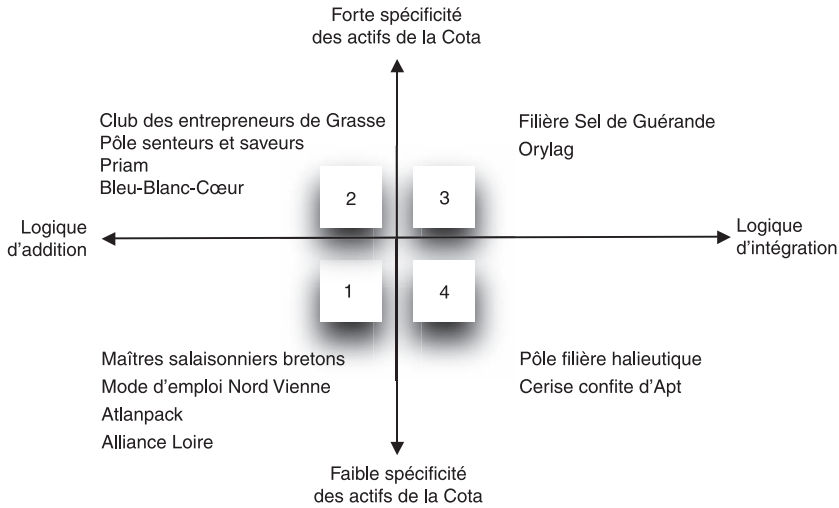 Forte spécificité
des actifs de la Cota
Club des entrepreneurs de Grasse
Pôle senteurs et saveurs
Priam
Bleu-Blanc-Cœur
Filière Sel de Guérande
Orylag
2
3
Logique
d’addition
Logique
d’intégration
1
4
Maîtres salaisonniers bretons
Mode d’emploi Nord Vienne
Atlanpack
Alliance Loire
Pôle filière halieutique
Cerise confite d’Apt
Faible spécificité
des actifs de la Cota